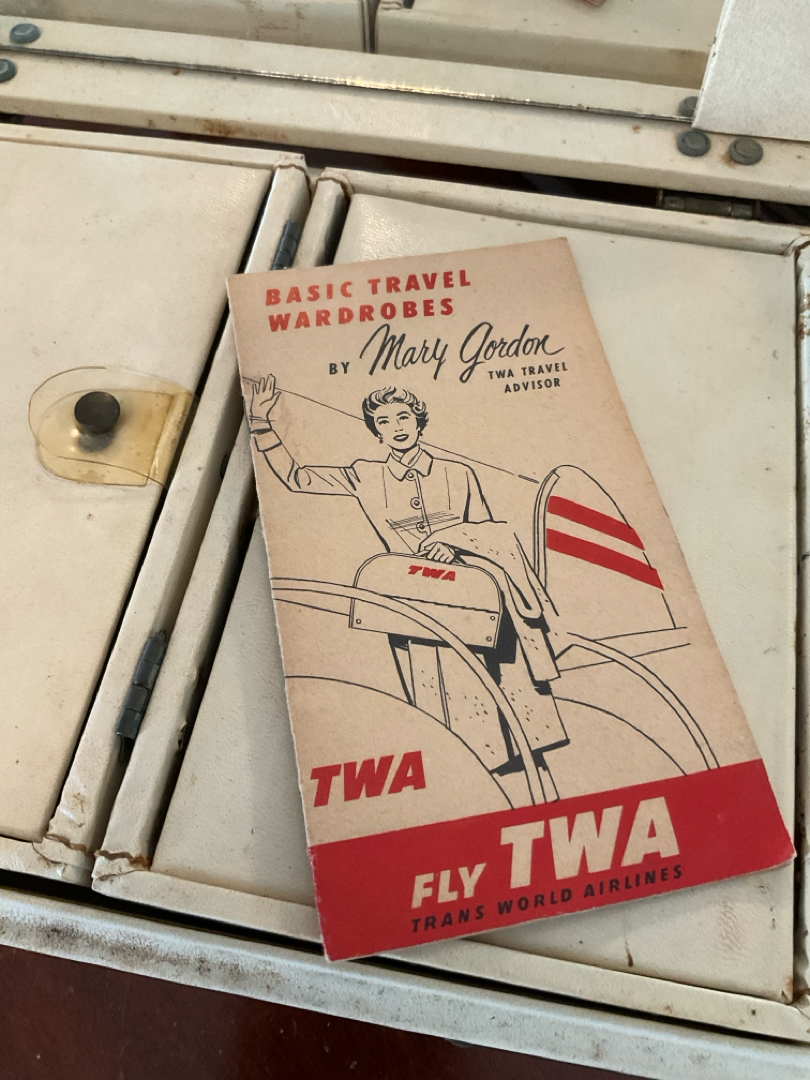 BASIC TRAVEL
WARDROBES
BY Mary Gordon
TWA TRAVEL
ADVISOR
TWA
TWA
FLY TWA
TRANS WORLD AIRLINES